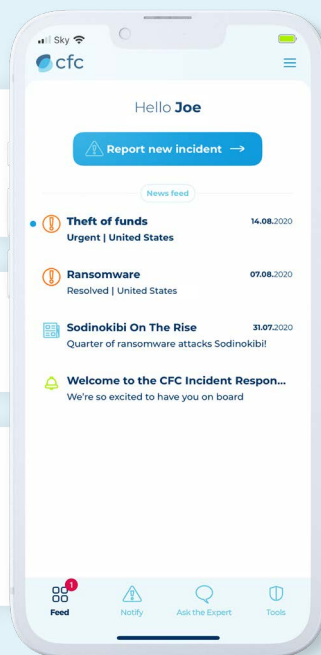 Sky
cfc
Hello Joe
Report new incident →
News feed
Theft of funds 14.08.2020
Urgent | United States
Ransomware 07.08.2020
Resolved | United States
Sodinokibi On The Rise 31.07.2020
Quarter of ransomware attacks Sodinokibi!
Welcome to the CFC Incident Respon...
We're so excited to have you on board
1
Feed Notify Ask the Expert Tools